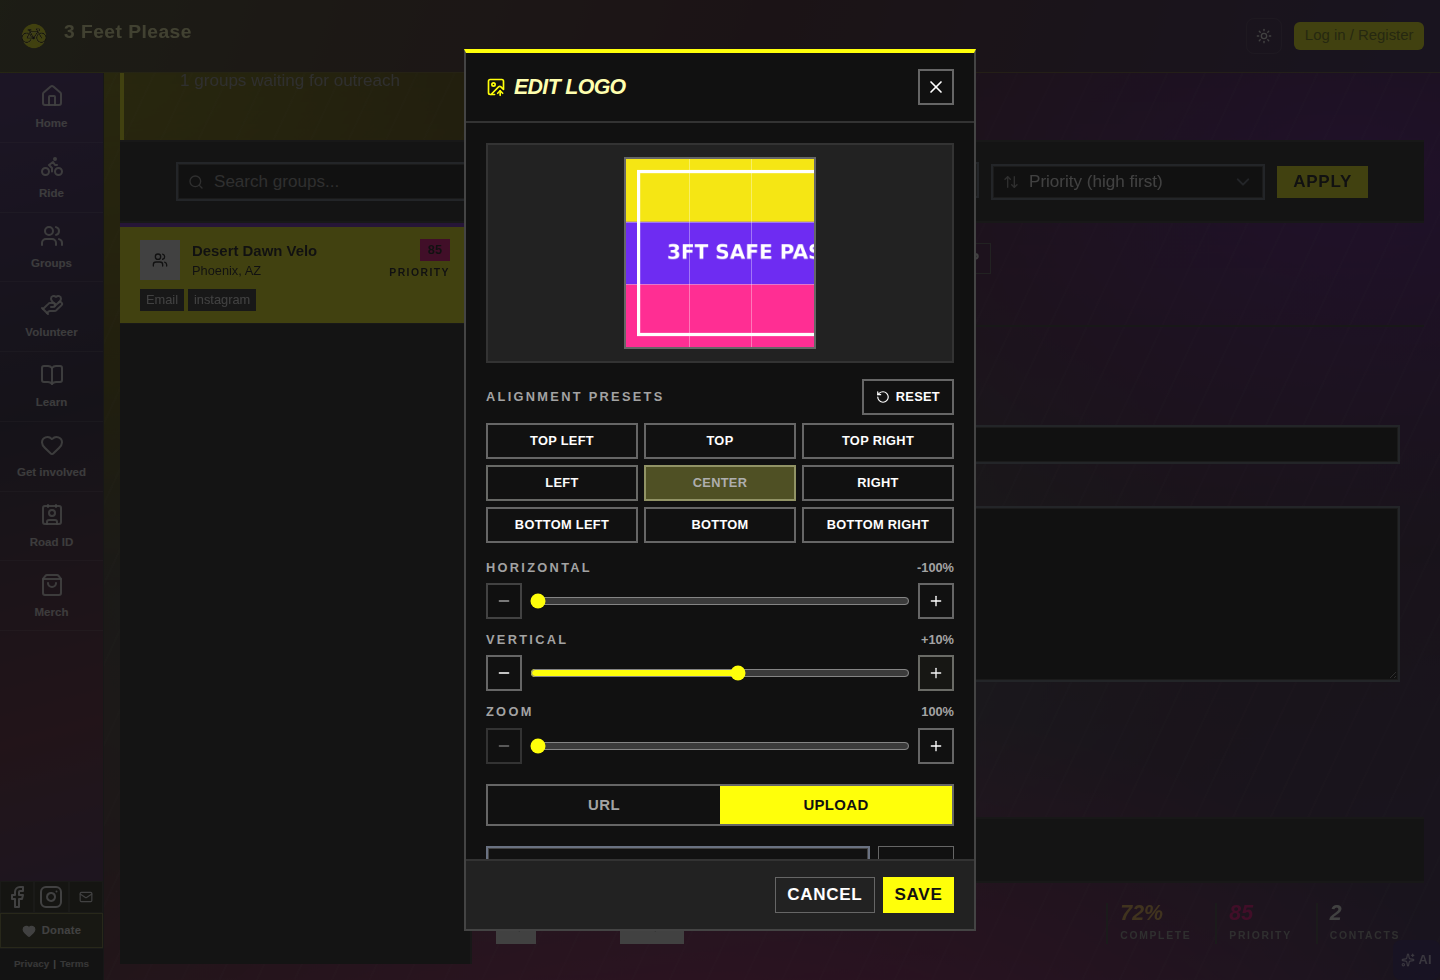 3 Feet Please
Log in / Register
1 groups waiting for outreach
Home
Ride
Groups
Volunteer
Learn
Get involved
Road ID
Merch
Donate
Privacy | Terms
Search groups...
Priority (high first)
APPLY
Desert Dawn Velo
Phoenix, AZ
85
PRIORITY
Email
instagram
EDIT LOGO
3FT SAFE PAS
ALIGNMENT PRESETS
RESET
TOP LEFT
TOP
TOP RIGHT
LEFT
CENTER
RIGHT
BOTTOM LEFT
BOTTOM
BOTTOM RIGHT
HORIZONTAL
-100%
VERTICAL
+10%
ZOOM
100%
URL
UPLOAD
CANCEL
SAVE
72%
COMPLETE
85
PRIORITY
2
CONTACTS
AI